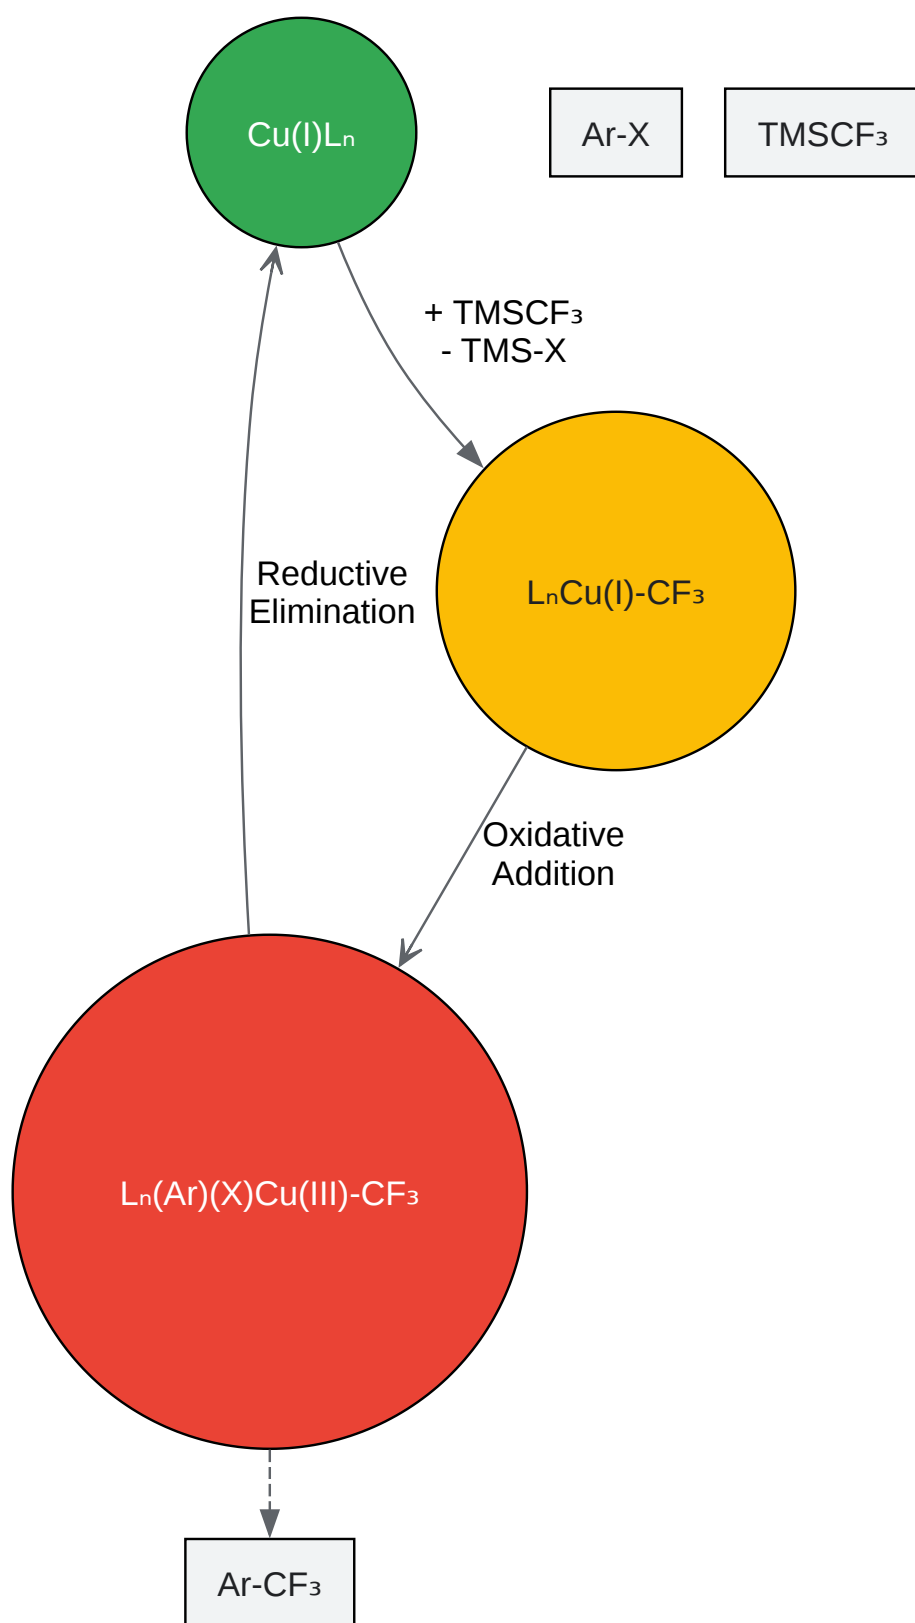 Cu(I)Lₙ
Ar-X
TMSCF₃
+ TMSCF₃
- TMS-X
Reductive
Elimination
LₙCu(I)-CF₃
Oxidative
Addition
Lₙ(Ar)(X)Cu(III)-CF₃
Ar-CF₃